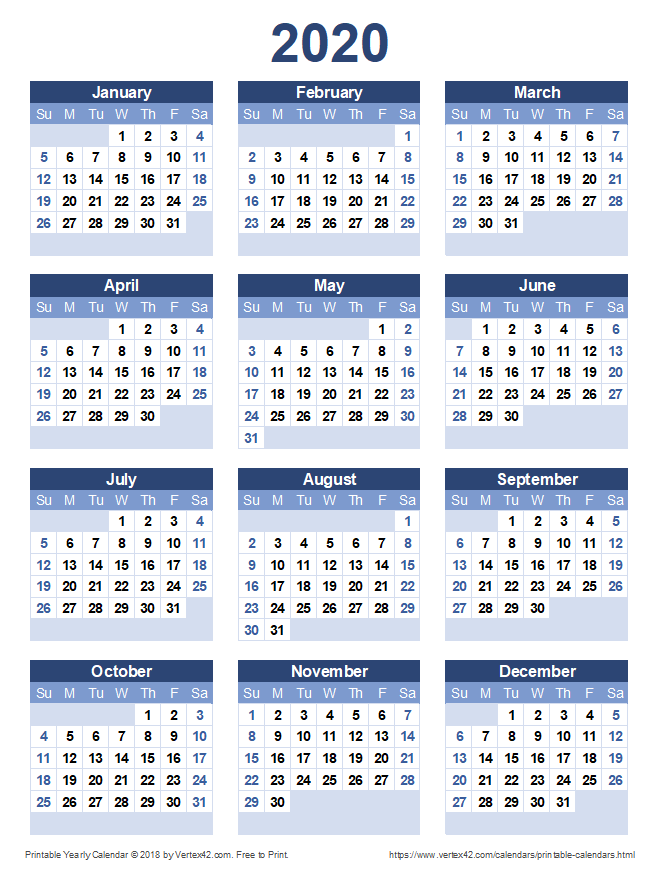 2020
January February March
Su M Tu W Th F Sa Su M Tu W Th F Sa Su M Tu W Th F Sa
1 2 3 4 1 1 2 3 4 5 6 7
5 6 7 8 9 10 11 2 3 4 5 6 7 8 8 9 10 11 12 13 14
12 13 14 15 16 17 18 9 10 11 12 13 14 15 15 16 17 18 19 20 21
19 20 21 22 23 24 25 16 17 18 19 20 21 22 22 23 24 25 26 27 28
26 27 28 29 30 31 23 24 25 26 27 28 29 29 30 31
April May June
Su M Tu W Th F Sa Su M Tu W Th F Sa Su M Tu W Th F Sa
1 2 3 4 1 2 1 2 3 4 5 6
5 6 7 8 9 10 11 3 4 5 6 7 8 9 7 8 9 10 11 12 13
12 13 14 15 16 17 18 10 11 12 13 14 15 16 14 15 16 17 18 19 20
19 20 21 22 23 24 25 17 18 19 20 21 22 23 21 22 23 24 25 26 27
26 27 28 29 30 24 25 26 27 28 29 30 28 29 30
31
July August September
Su M Tu W Th F Sa Su M Tu W Th F Sa Su M Tu W Th F Sa
1 2 3 4 1 1 2 3 4 5
5 6 7 8 9 10 11 2 3 4 5 6 7 8 6 7 8 9 10 11 12
12 13 14 15 16 17 18 9 10 11 12 13 14 15 13 14 15 16 17 18 19
19 20 21 22 23 24 25 16 17 18 19 20 21 22 20 21 22 23 24 25 26
26 27 28 29 30 31 23 24 25 26 27 28 29 27 28 29 30
30 31
October November December
Su M Tu W Th F Sa Su M Tu W Th F Sa Su M Tu W Th F Sa
1 2 3 1 2 3 4 5 6 7 1 2 3 4 5
4 5 6 7 8 9 10 8 9 10 11 12 13 14 6 7 8 9 10 11 12
11 12 13 14 15 16 17 15 16 17 18 19 20 21 13 14 15 16 17 18 19
18 19 20 21 22 23 24 22 23 24 25 26 27 28 20 21 22 23 24 25 26
25 26 27 28 29 30 31 29 30 27 28 29 30 31
Printable Yearly Calendar © 2018 by Vertex42.com. Free to Print. https://www.vertex42.com/calendars/printable-calendars.html